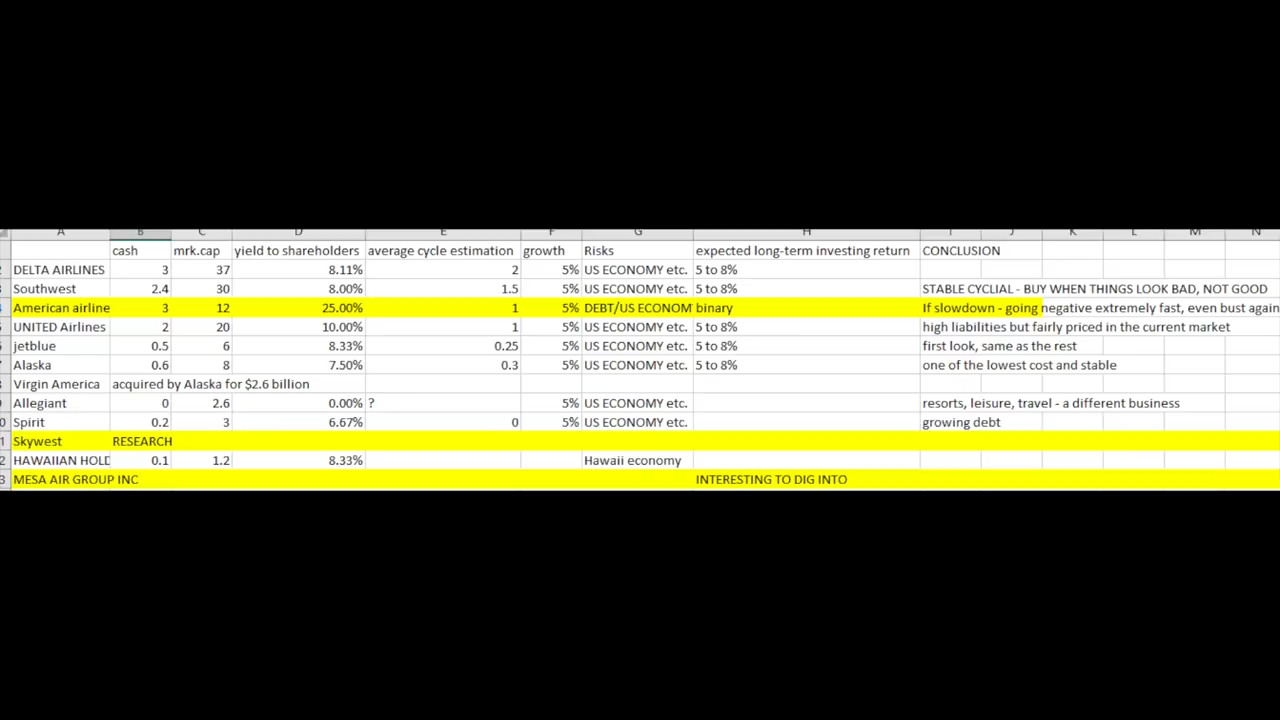 A B C D E F G H I J K L M N
cash mrk.cap yield to shareholders average cycle estimation growth Risks expected long-term investing return CONCLUSION
2 DELTA AIRLINES 3 37 8.11% 2 5% US ECONOMY etc. 5 to 8%
3 Southwest 2.4 30 8.00% 1.5 5% US ECONOMY etc. 5 to 8% STABLE CYCLIAL - BUY WHEN THINGS LOOK BAD, NOT GOOD
4 American airline 3 12 25.00% 1 5% DEBT/US ECONOM binary If slowdown - going negative extremely fast, even bust again
5 UNITED Airlines 2 20 10.00% 1 5% US ECONOMY etc. 5 to 8% high liabilities but fairly priced in the current market
6 jetblue 0.5 6 8.33% 0.25 5% US ECONOMY etc. 5 to 8% first look, same as the rest
7 Alaska 0.6 8 7.50% 0.3 5% US ECONOMY etc. 5 to 8% one of the lowest cost and stable
Virgin America acquired by Alaska for $2.6 billion
Allegiant 0 2.6 0.00% ? 5% US ECONOMY etc. resorts, leisure, travel - a different business
0 Spirit 0.2 3 6.67% 0 5% US ECONOMY etc. growing debt
1 Skywest RESEARCH
2 HAWAIIAN HOLD 0.1 1.2 8.33% Hawaii economy
3 MESA AIR GROUP INC INTERESTING TO DIG INTO